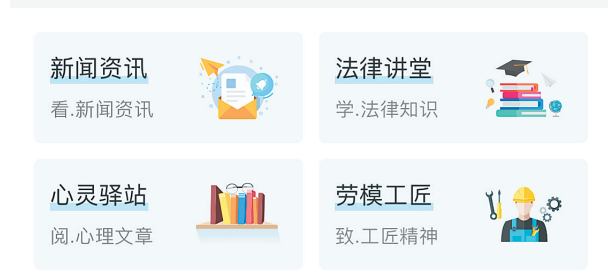 新闻资讯
看.新闻资讯
法律讲堂
学.法律知识
心灵驿站
阅.心理文章
劳模工匠
致.工匠精神